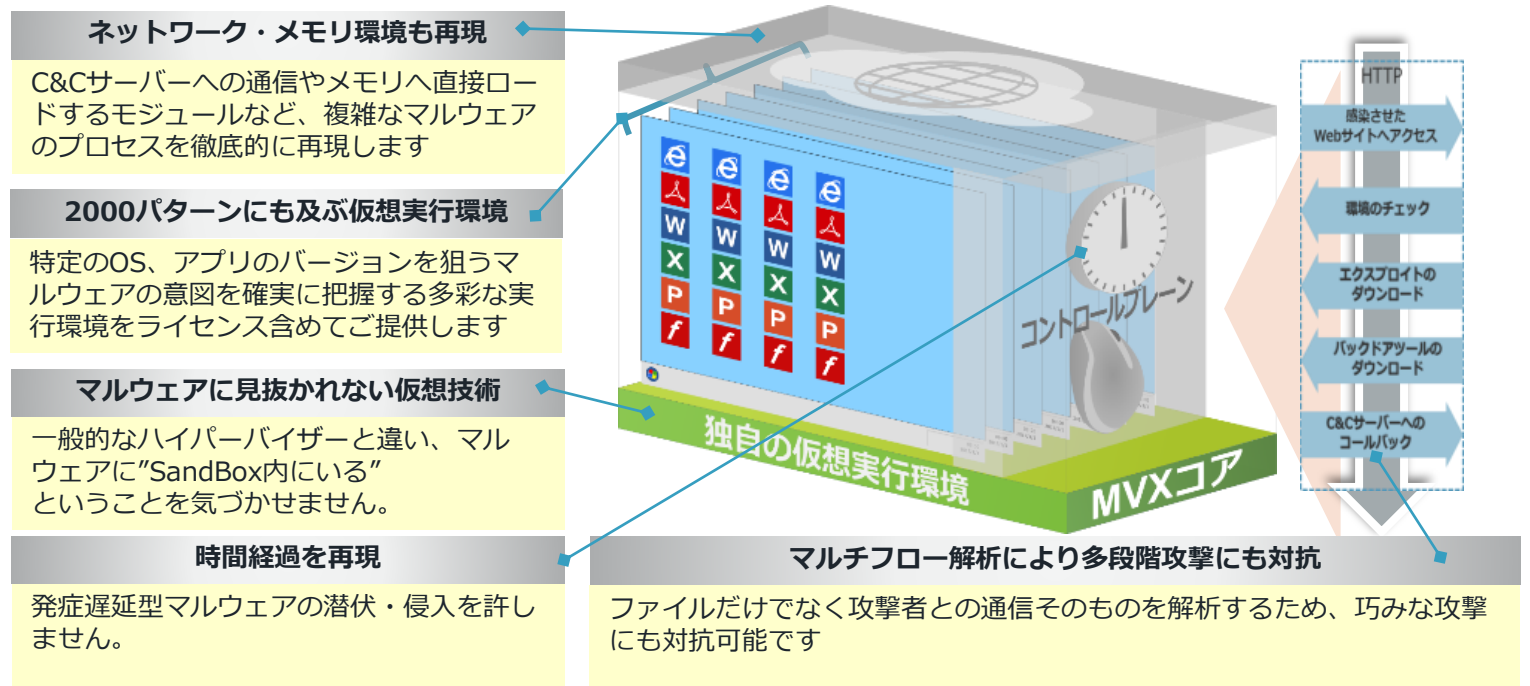 ネットワーク・メモリ環境も再現
C&Cサーバーへの通信やメモリへ直接ロー
ドするモジュールなど、複雑なマルウェア
のプロセスを徹底的に再現します
2000パターンにも及ぶ仮想実行環境
特定のOS、アプリのバージョンを狙うマ
ルウェアの意図を確実に把握する多彩な実
行環境をライセンス含めてご提供します
マルウェアに見抜かれない仮想技術
一般的なハイパーバイザーと違い、マル
ウェアに”SandBox内にいる”
ということを気づかせません。
時間経過を再現
発症遅延型マルウェアの潜伏・侵入を許し
ません。
コントロールプレーン
独自の仮想実行環境
MVXコア
HTTP
感染させた
Webサイトへアクセス
環境のチェック
エクスプロイトの
ダウンロード
バックドアツールの
ダウンロード
C&Cサーバーへの
コールバック
マルチフロー解析により多段階攻撃にも対抗
ファイルだけでなく攻撃者との通信そのものを解析するため、巧みな攻撃
にも対抗可能です